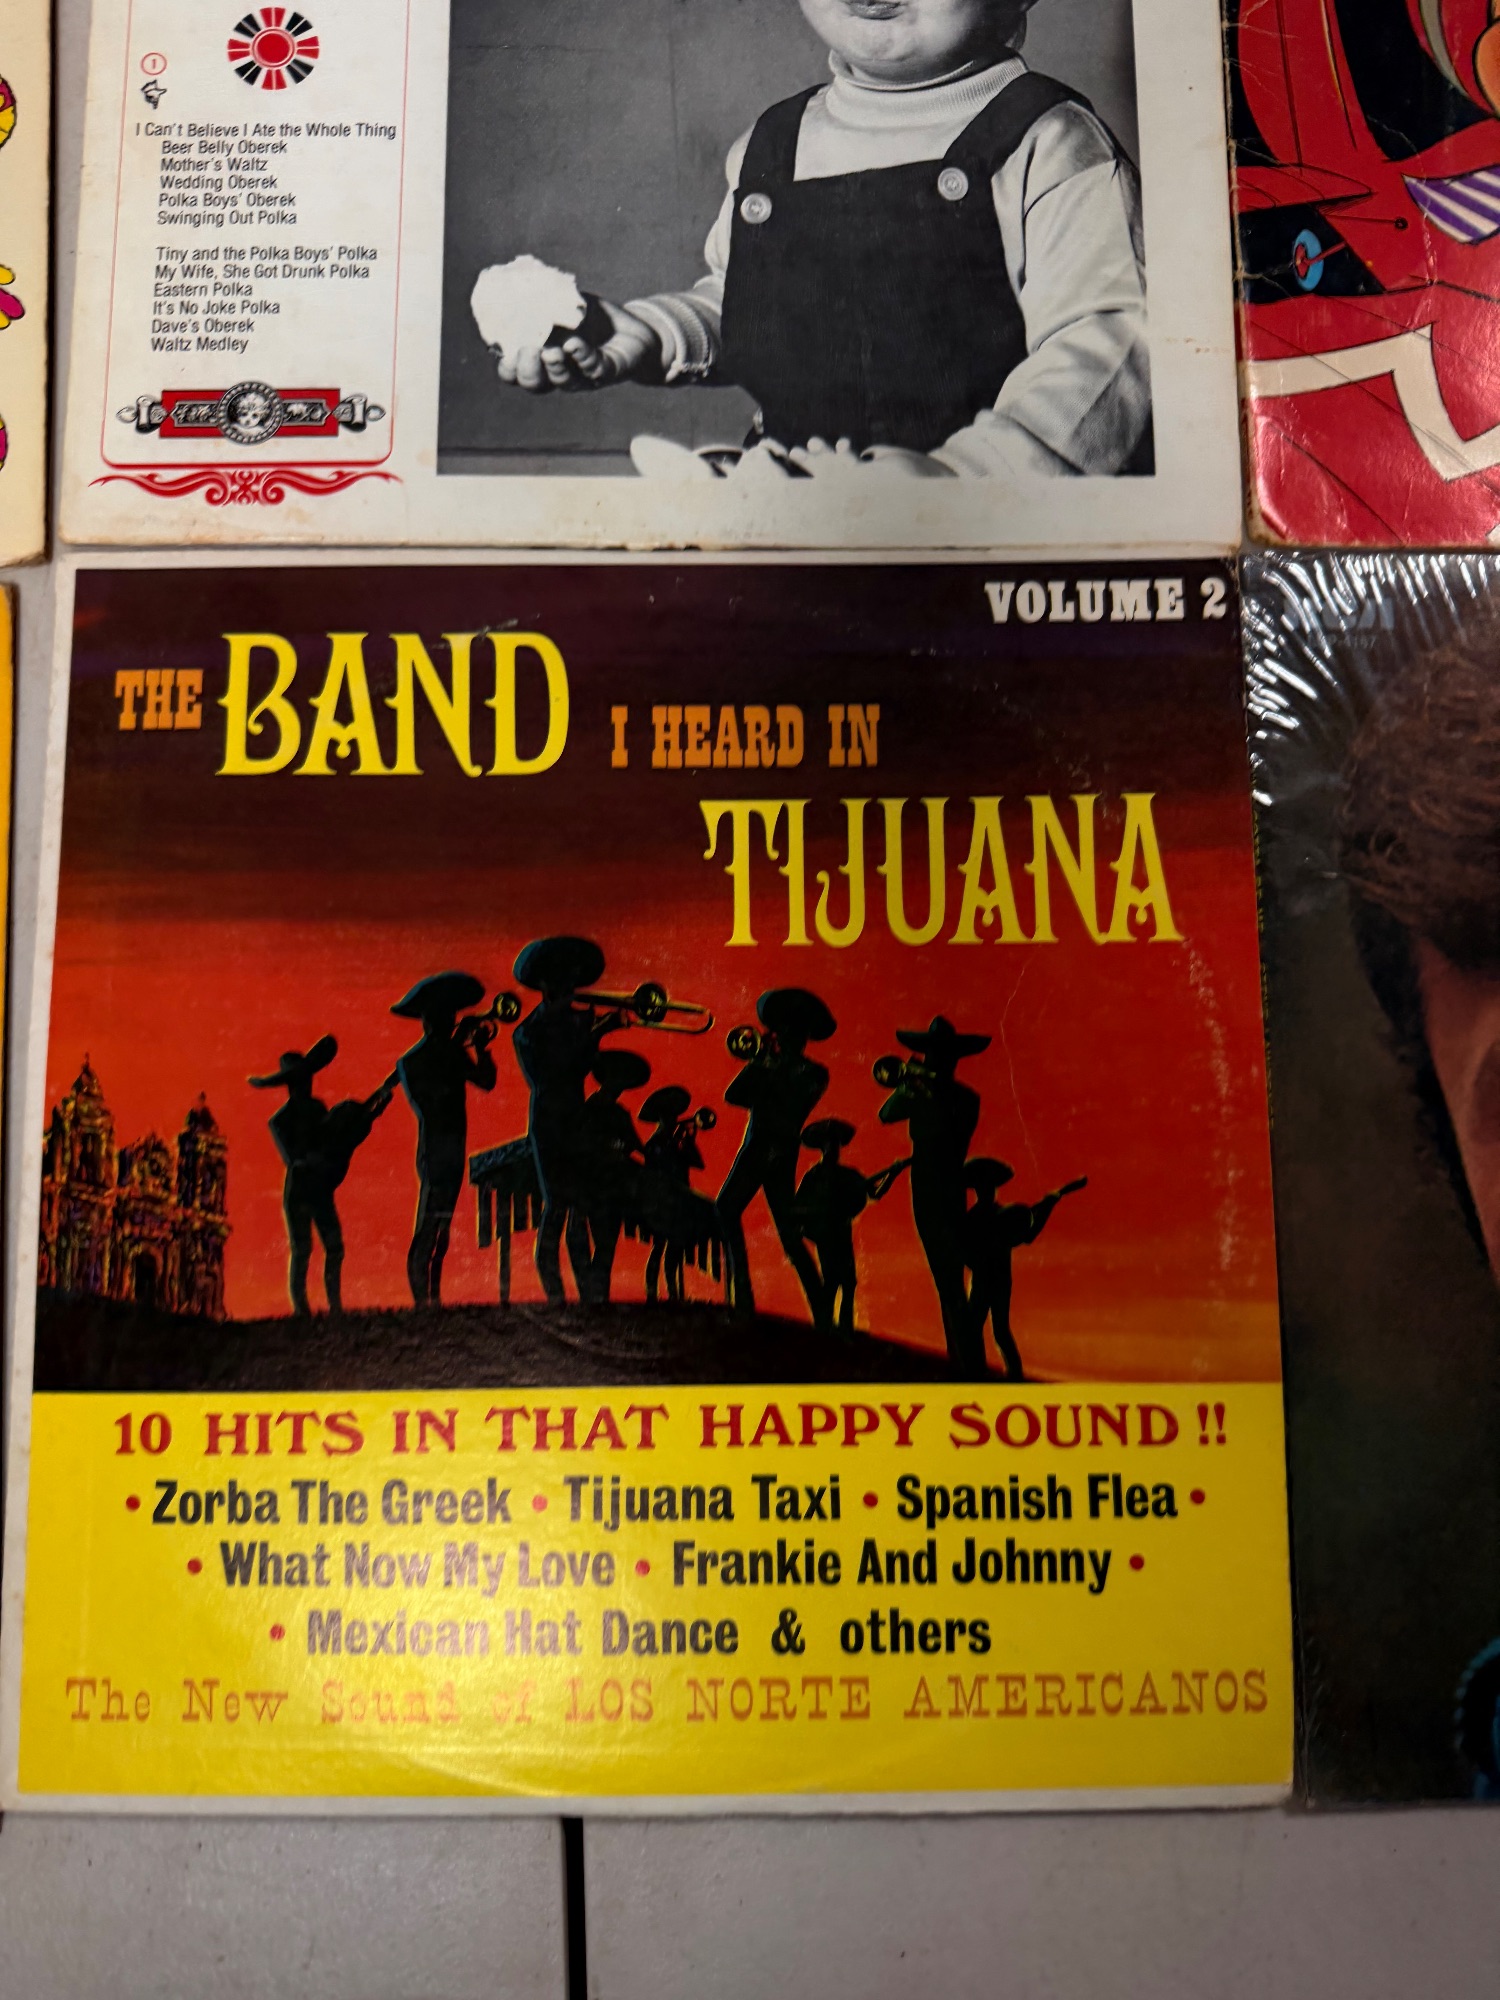 1
I Can't Believe I Ate the Whole Thing
Beer Belly Oberek
Mother's Waltz
Wedding Oberek
Polka Boys' Oberek
Swinging Out Polka
Tiny and the Polka Boys' Polka
My Wife, She Got Drunk Polka
Eastern Polka
It's No Joke Polka
Dave's Oberek
Waltz Medley
VOLUME 2
THE BAND I HEARD IN
TIJUANA
10 HITS IN THAT HAPPY SOUND !!
• Zorba The Greek • Tijuana Taxi • Spanish Flea •
• What Now My Love • Frankie And Johnny •
• Mexican Hat Dance & others
The New Sound of LOS NORTE AMERICANOS